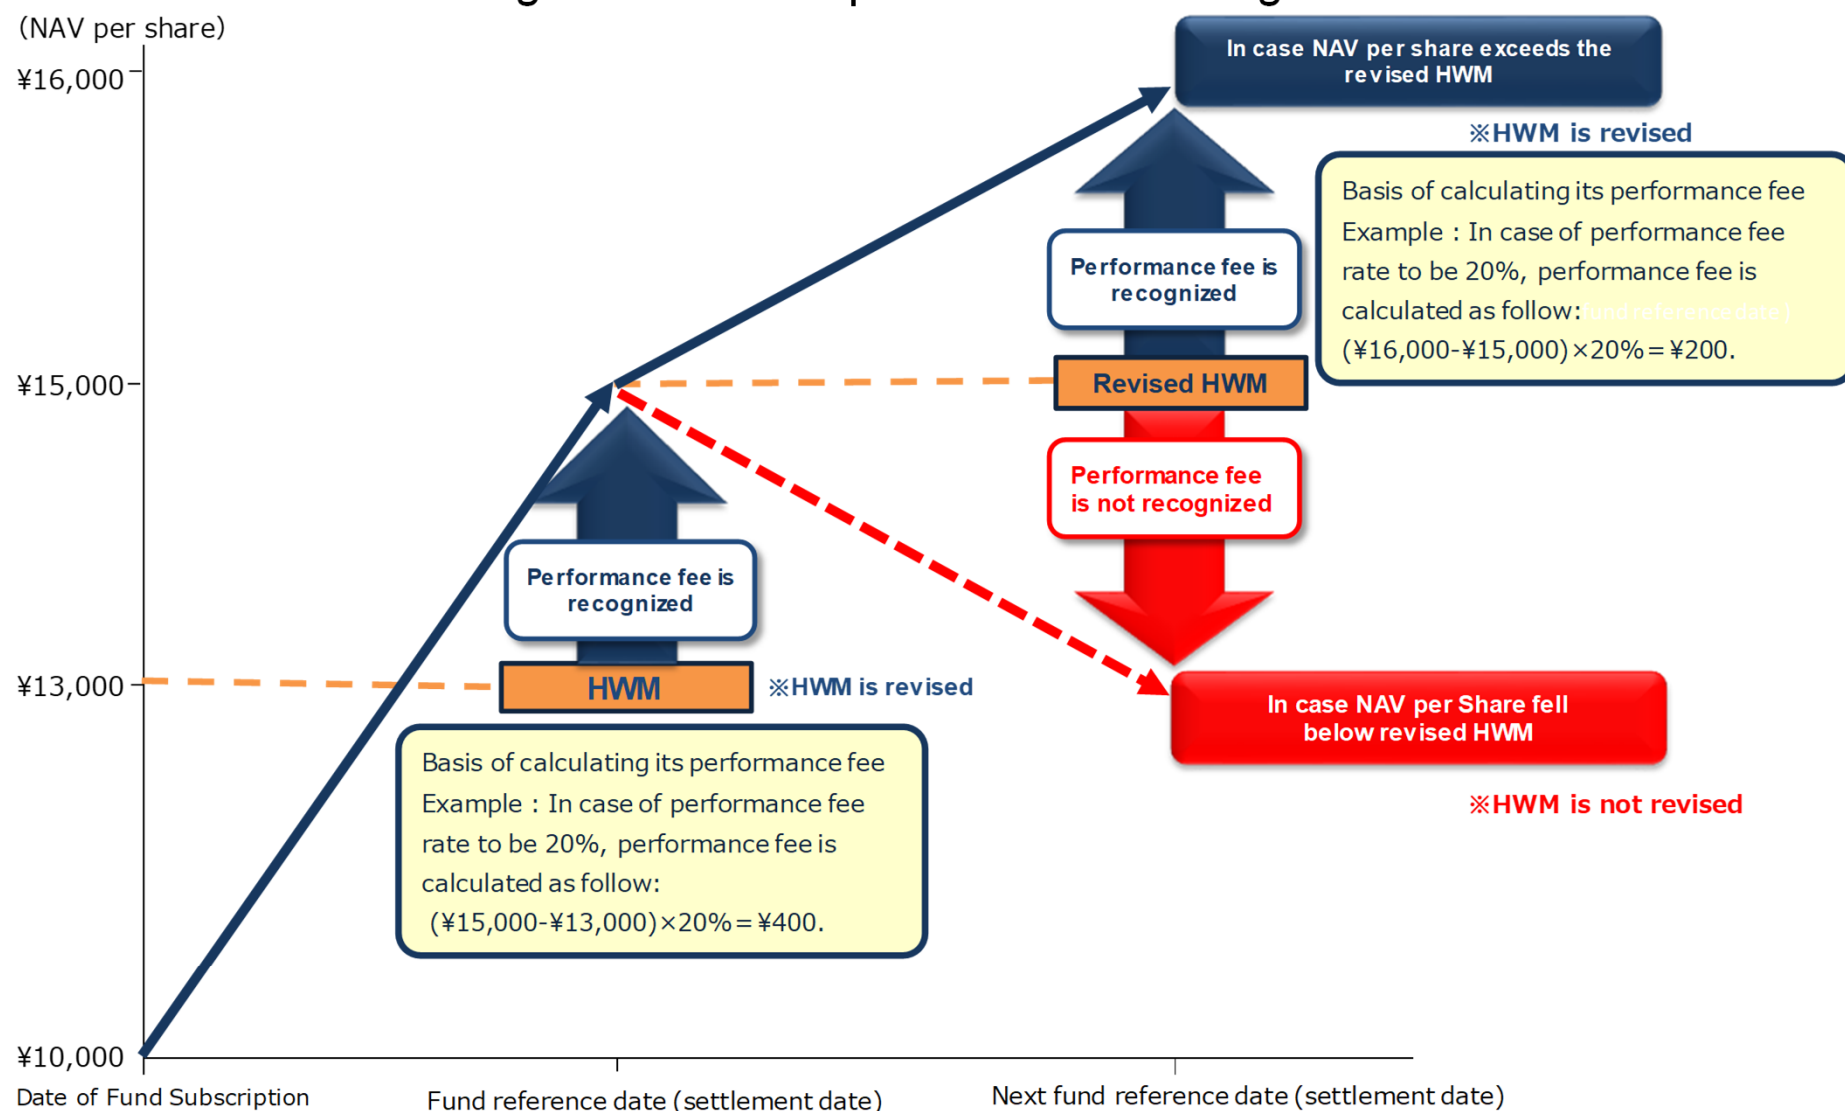 (NAV per share)
¥16,000
¥15,000
¥13,000
¥10,000
In case NAV per share exceeds the
revised HWM
※HWM is revised
Basis of calculating its performance fee
Example : In case of performance fee
rate to be 20%, performance fee is
calculated as follow:fund reference date)
(¥16,000-¥15,000)×20%=¥200.
Performance fee is
recognized
Revised HWM
Performance fee
is not recognized
Performance fee is
recognized
HWM
※HWM is revised
In case NAV per Share fell
below revised HWM
※HWM is not revised
Basis of calculating its performance fee
Example : In case of performance fee
rate to be 20%, performance fee is
calculated as follow:
(¥15,000-¥13,000)×20%=¥400.
Date of Fund Subscription
Fund reference date (settlement date)
Next fund reference date (settlement date)